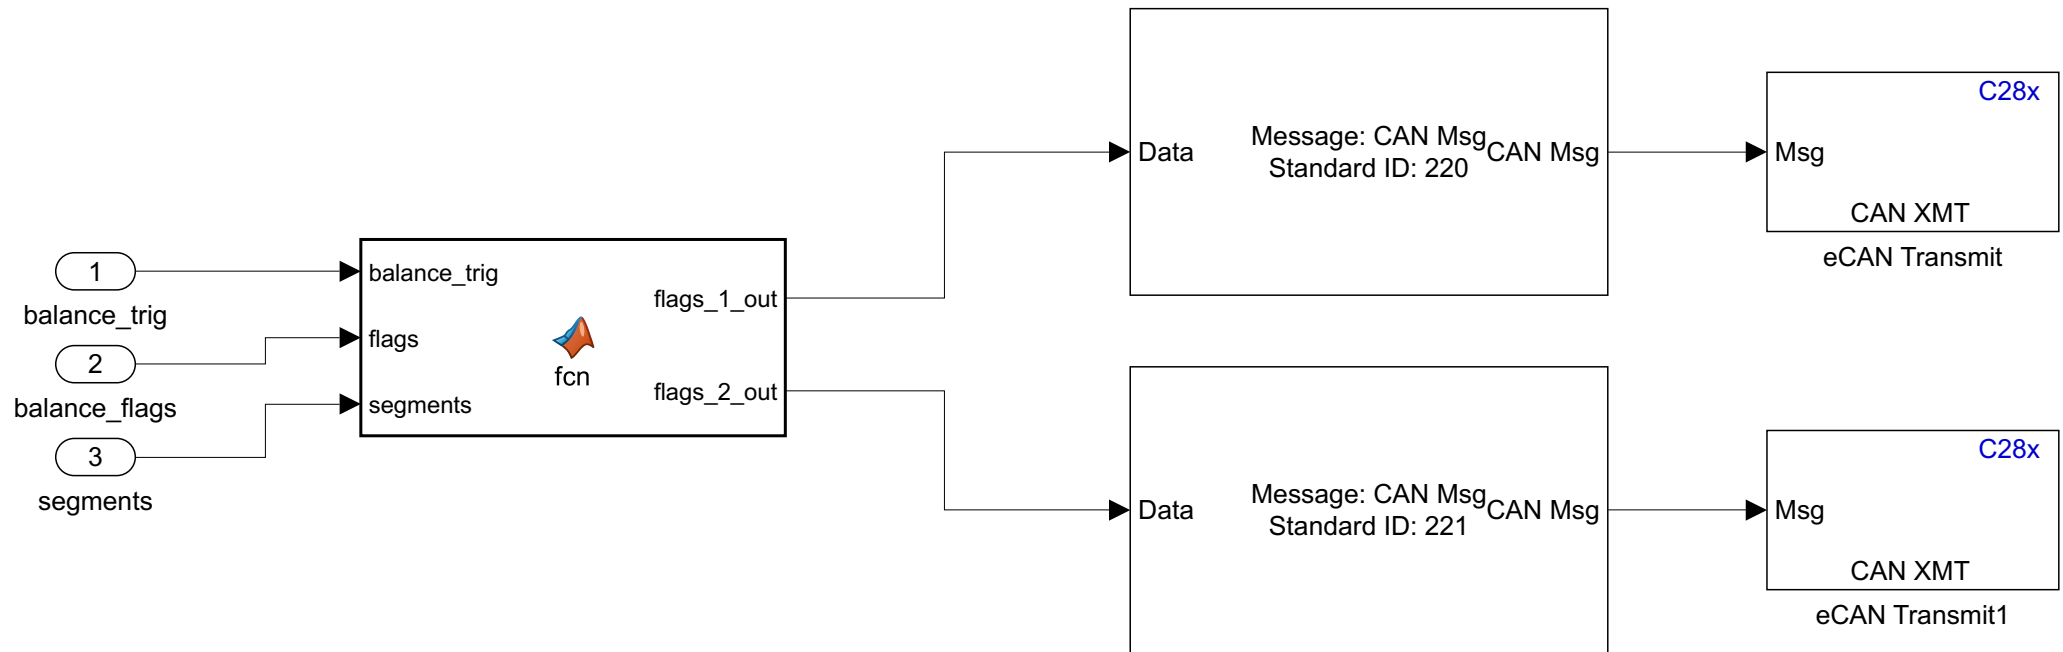 1
balance_trig
2
balance_flags
3
segments
balance_trig
flags
segments
fcn
flags_1_out
flags_2_out
Data
Message: CAN Msg
Standard ID: 220
CAN Msg
C28x
Msg
CAN XMT
eCAN Transmit
Data
Message: CAN Msg
Standard ID: 221
CAN Msg
C28x
Msg
CAN XMT
eCAN Transmit1